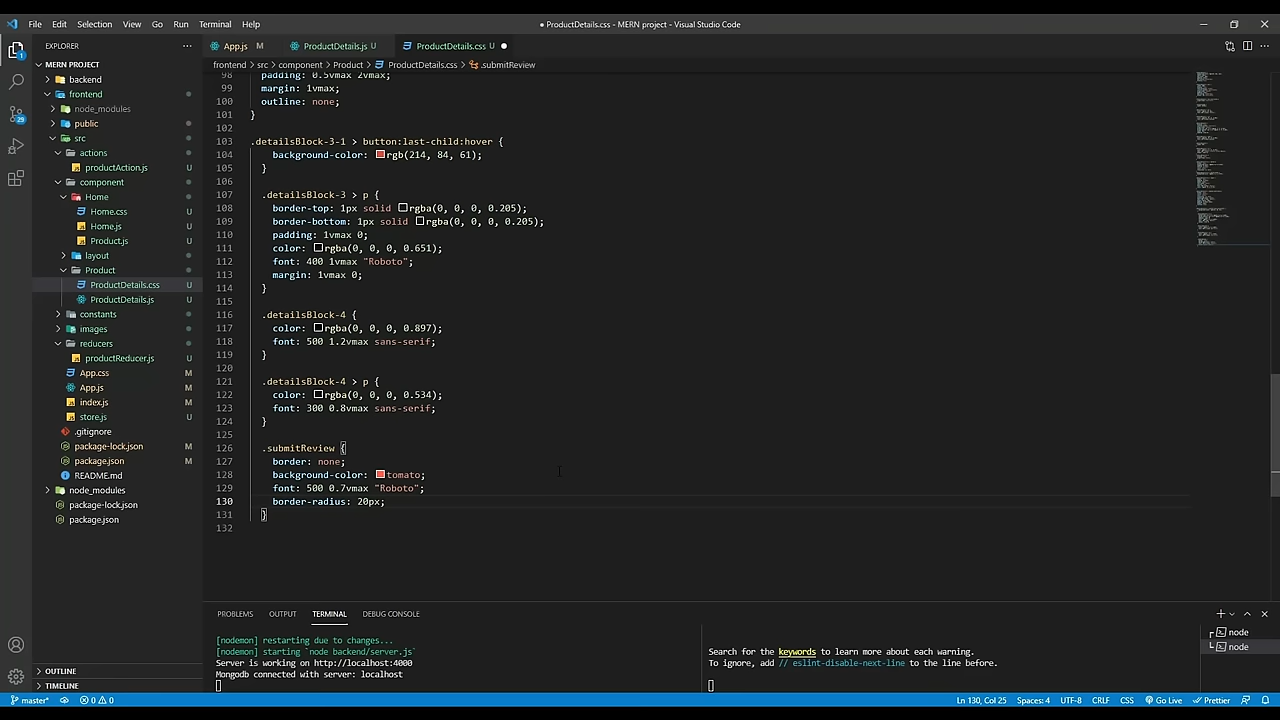 File Edit Selection View Go Run Terminal Help
● ProductDetails.css - MERN project - Visual Studio Code
EXPLORER
App.js M
ProductDetails.js U
ProductDetails.css U
MERN PROJECT
frontend > src > component > Product > ProductDetails.css > .submitReview
backend
frontend
node_modules
public
src
actions
productAction.js U
component
Home
Home.css U
Home.js U
Product.js U
layout
Product
ProductDetails.css U
ProductDetails.js U
constants
images
reducers
productReducer.js U
App.css M
App.js M
index.js M
store.js U
.gitignore
package-lock.json M
package.json M
README.md
node_modules
package-lock.json
package.json
OUTLINE
TIMELINE
1
29
98 padding: 0.5vmax 2vmax;
99 margin: 1vmax;
100 outline: none;
101 }
102
103 .detailsBlock-3-1 > button:last-child:hover {
104 background-color: rgb(214, 84, 61);
105 }
106
107 .detailsBlock-3 > p {
108 border-top: 1px solid rgba(0, 0, 0, 0.205);
109 border-bottom: 1px solid rgba(0, 0, 0, 0.205);
110 padding: 1vmax 0;
111 color: rgba(0, 0, 0, 0.651);
112 font: 400 1vmax "Roboto";
113 margin: 1vmax 0;
114 }
115
116 .detailsBlock-4 {
117 color: rgba(0, 0, 0, 0.897);
118 font: 500 1.2vmax sans-serif;
119 }
120
121 .detailsBlock-4 > p {
122 color: rgba(0, 0, 0, 0.534);
123 font: 300 0.8vmax sans-serif;
124 }
125
126 .submitReview {
127 border: none;
128 background-color: tomato;
129 font: 500 0.7vmax "Roboto";
130 border-radius: 20px;
131 }
132
PROBLEMS OUTPUT TERMINAL DEBUG CONSOLE
[nodemon] restarting due to changes...
[nodemon] starting `node backend/server.js`
Server is working on http://localhost:4000
Mongodb connected with server: localhost
Search for the keywords to learn more about each warning.
To ignore, add // eslint-disable-next-line to the line before.
node
node
master* 0 0
Ln 130, Col 25 Spaces: 4 UTF-8 CRLF CSS Go Live Prettier